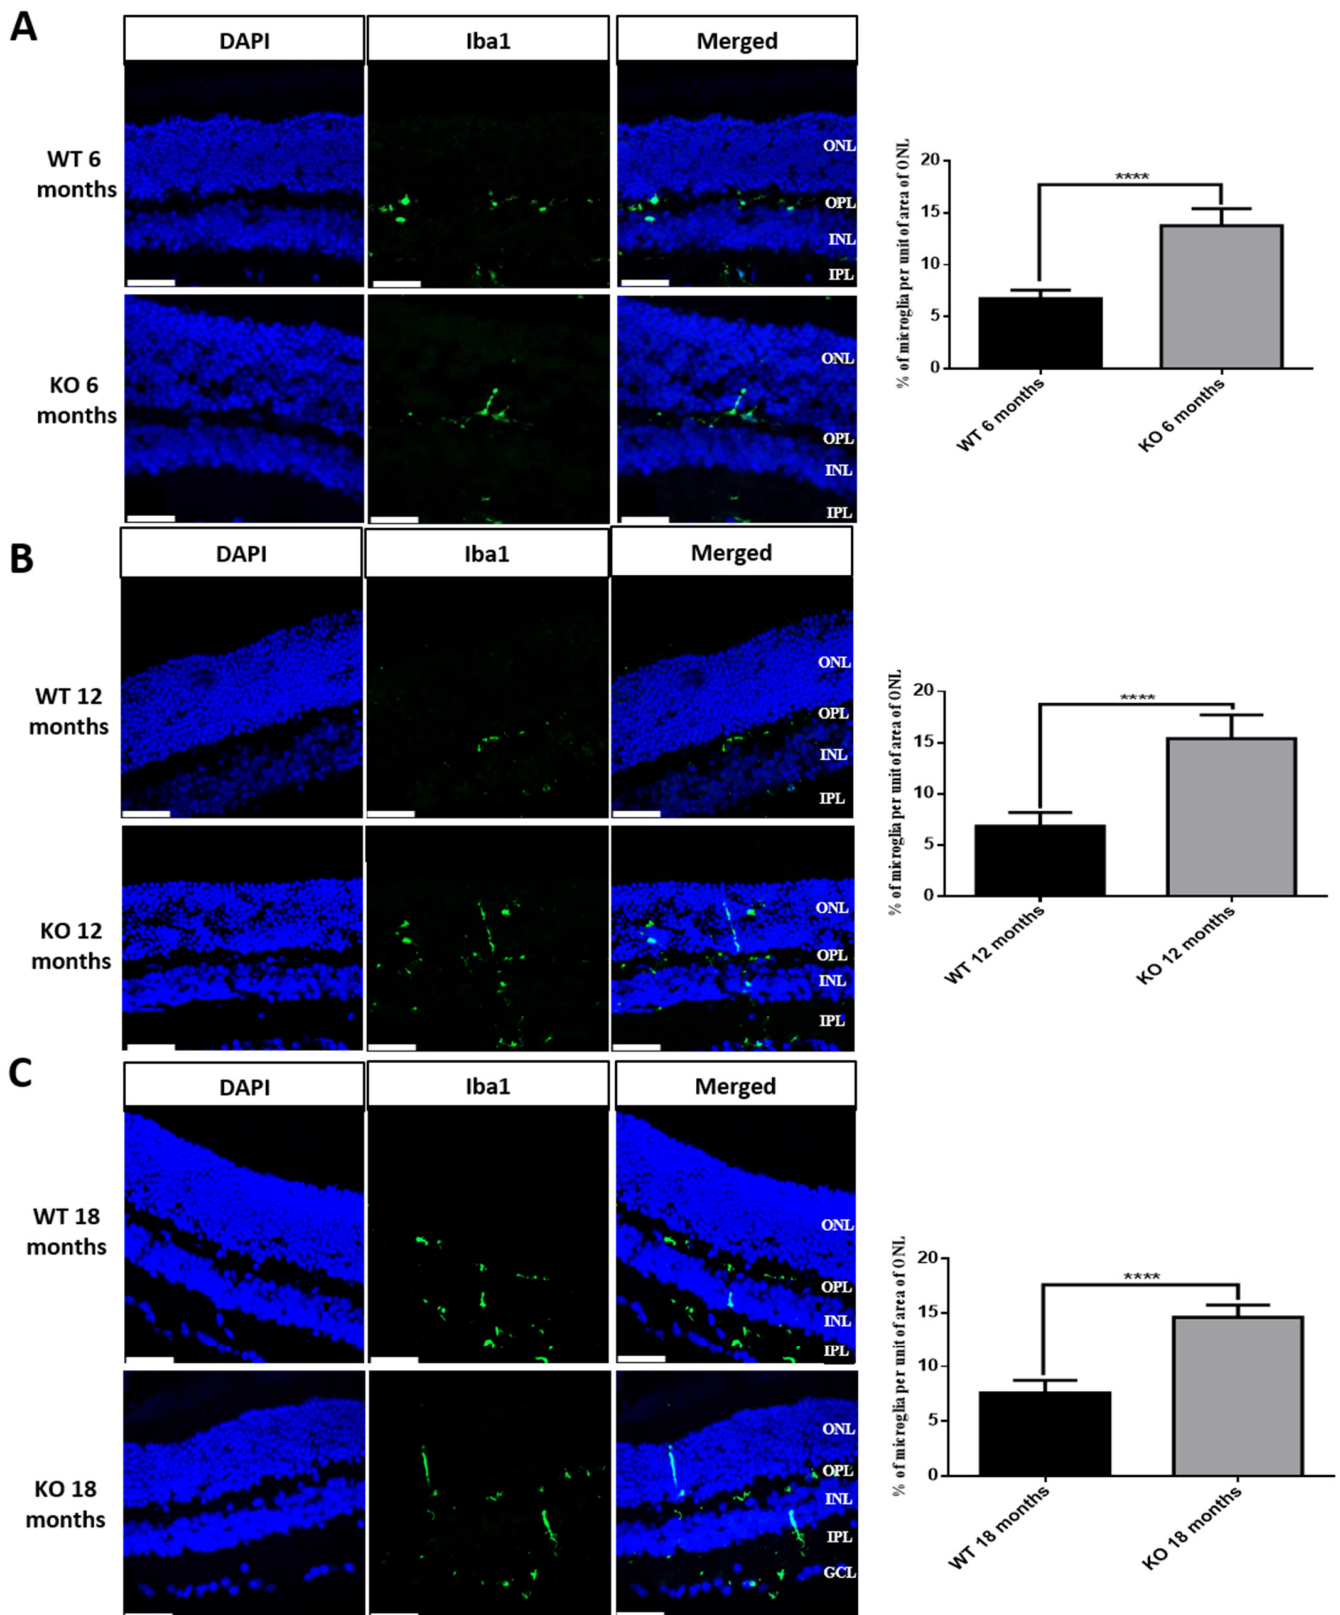 A
DAPI Iba1 Merged
WT 6
months
ONL
OPL
INL
IPL
KO 6
months
ONL
OPL
INL
IPL
% of microglia per unit of area of ONL
20
15
10
5
0
****
WT 6 months
KO 6 months
B
DAPI Iba1 Merged
WT 12
months
ONL
OPL
INL
IPL
KO 12
months
ONL
OPL
INL
IPL
% of microglia per unit of area of ONL
20
15
10
5
0
****
WT 12 months
KO 12 months
C
DAPI Iba1 Merged
WT 18
months
ONL
OPL
INL
IPL
KO 18
months
ONL
OPL
INL
IPL
GCL
% of microglia per unit of area of ONL
20
15
10
5
0
****
WT 18 months
KO 18 months